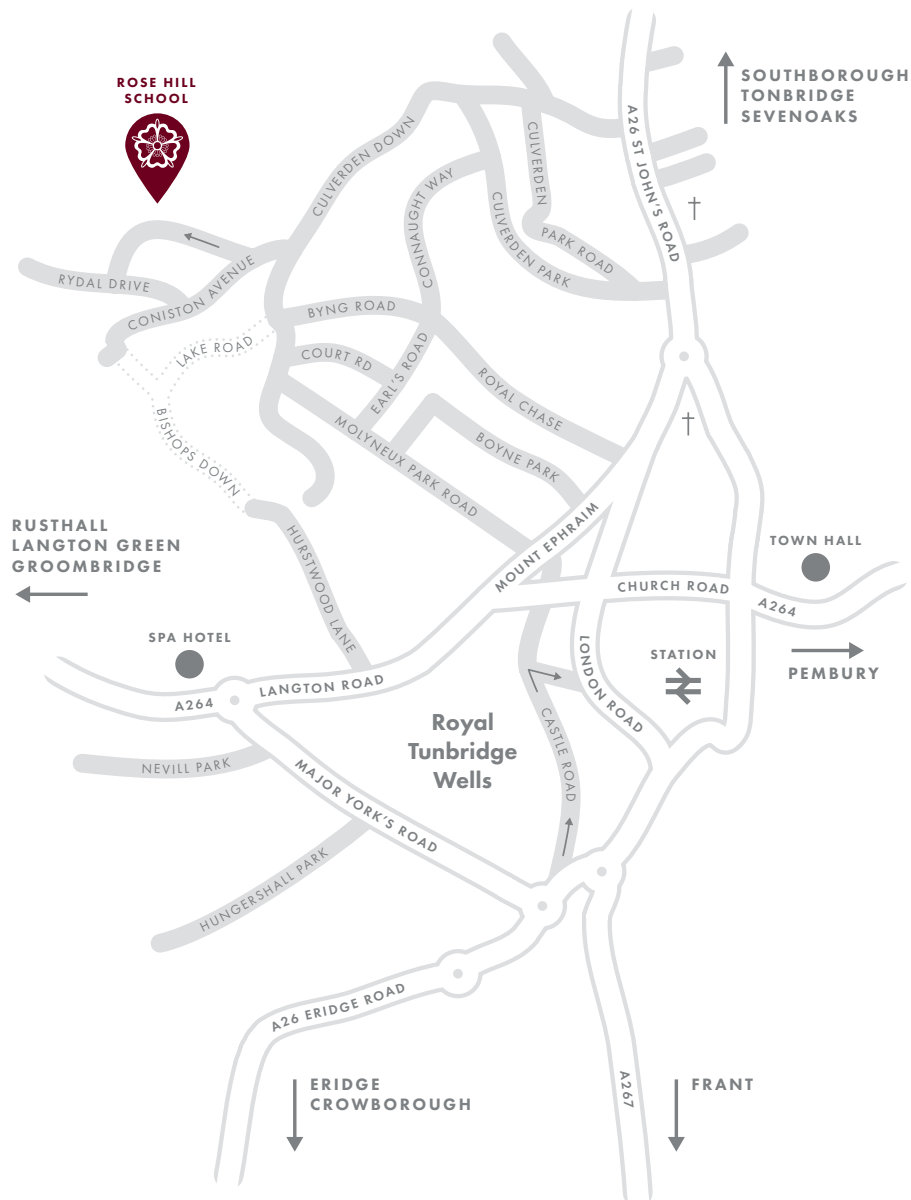 ROSE HILL
SCHOOL
SOUTHBOROUGH
TONBRIDGE
SEVENOAKS
A26 ST JOHN'S ROAD
CULVERDEN DOWN
CULVERDEN
PARK ROAD
CONNAUGHT WAY
CULVERDEN PARK
RYDAL DRIVE
CONISTON AVENUE
BYNG ROAD
LAKE ROAD
COURT RD
EARL'S ROAD
ROYAL CHASE
BISHOPS DOWN
MOLYNEUX PARK ROAD
BOYNE PARK
RUSTHALL
LANGTON GREEN
GROOMBRIDGE
HURSTWOOD LANE
MOUNT EPHRAIM
TOWN HALL
CHURCH ROAD
A264
PEMBURY
SPA HOTEL
STATION
LONDON ROAD
LANGTON ROAD
A264
Royal
Tunbridge
Wells
CASTLE ROAD
NEVILL PARK
MAJOR YORK'S ROAD
HUNGERSHALL PARK
A26 ERIDGE ROAD
ERIDGE
CROWBOROUGH
A267
FRANT